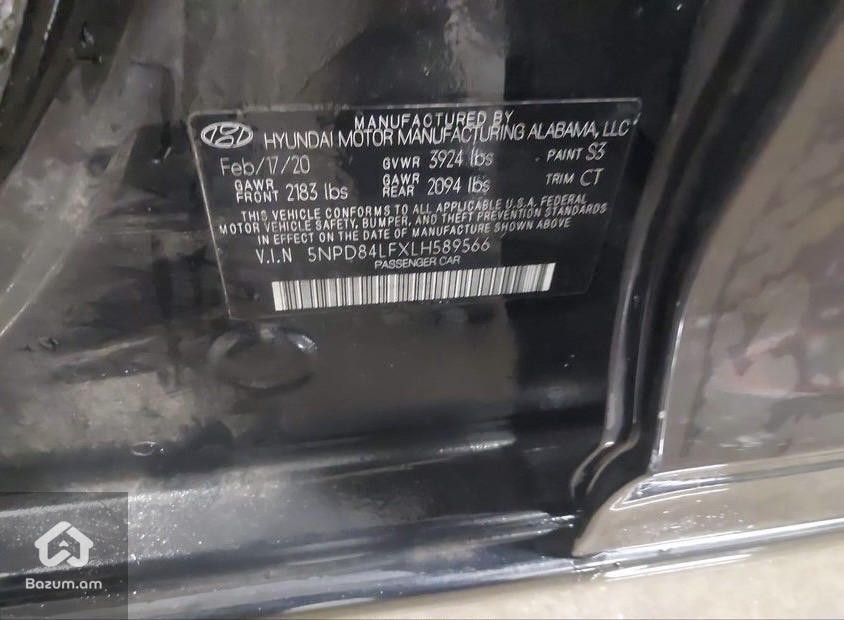 MANUFACTURED BY
HYUNDAI MOTOR MANUFACTURING ALABAMA, LLC
Feb/17/20 GVWR 3924 lbs PAINT S3
GAWR FRONT 2183 lbs GAWR REAR 2094 lbs TRIM CT
THIS VEHICLE CONFORMS TO ALL APPLICABLE U.S.A. FEDERAL
MOTOR VEHICLE SAFETY, BUMPER, AND THEFT PREVENTION STANDARDS
IN EFFECT ON THE DATE OF MANUFACTURE SHOWN ABOVE.
V.I.N 5NPD84LFXLH589566
PASSENGER CAR
Bazum.am